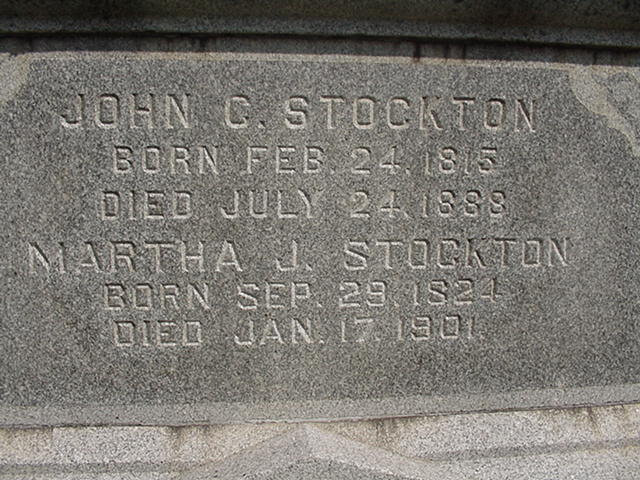 JOHN C. STOCKTON
BORN FEB. 24, 1815
DIED JULY 24, 1888
MARTHA J. STOCKTON
BORN SEP. 29, 1824
DIED JAN. 17, 1901.